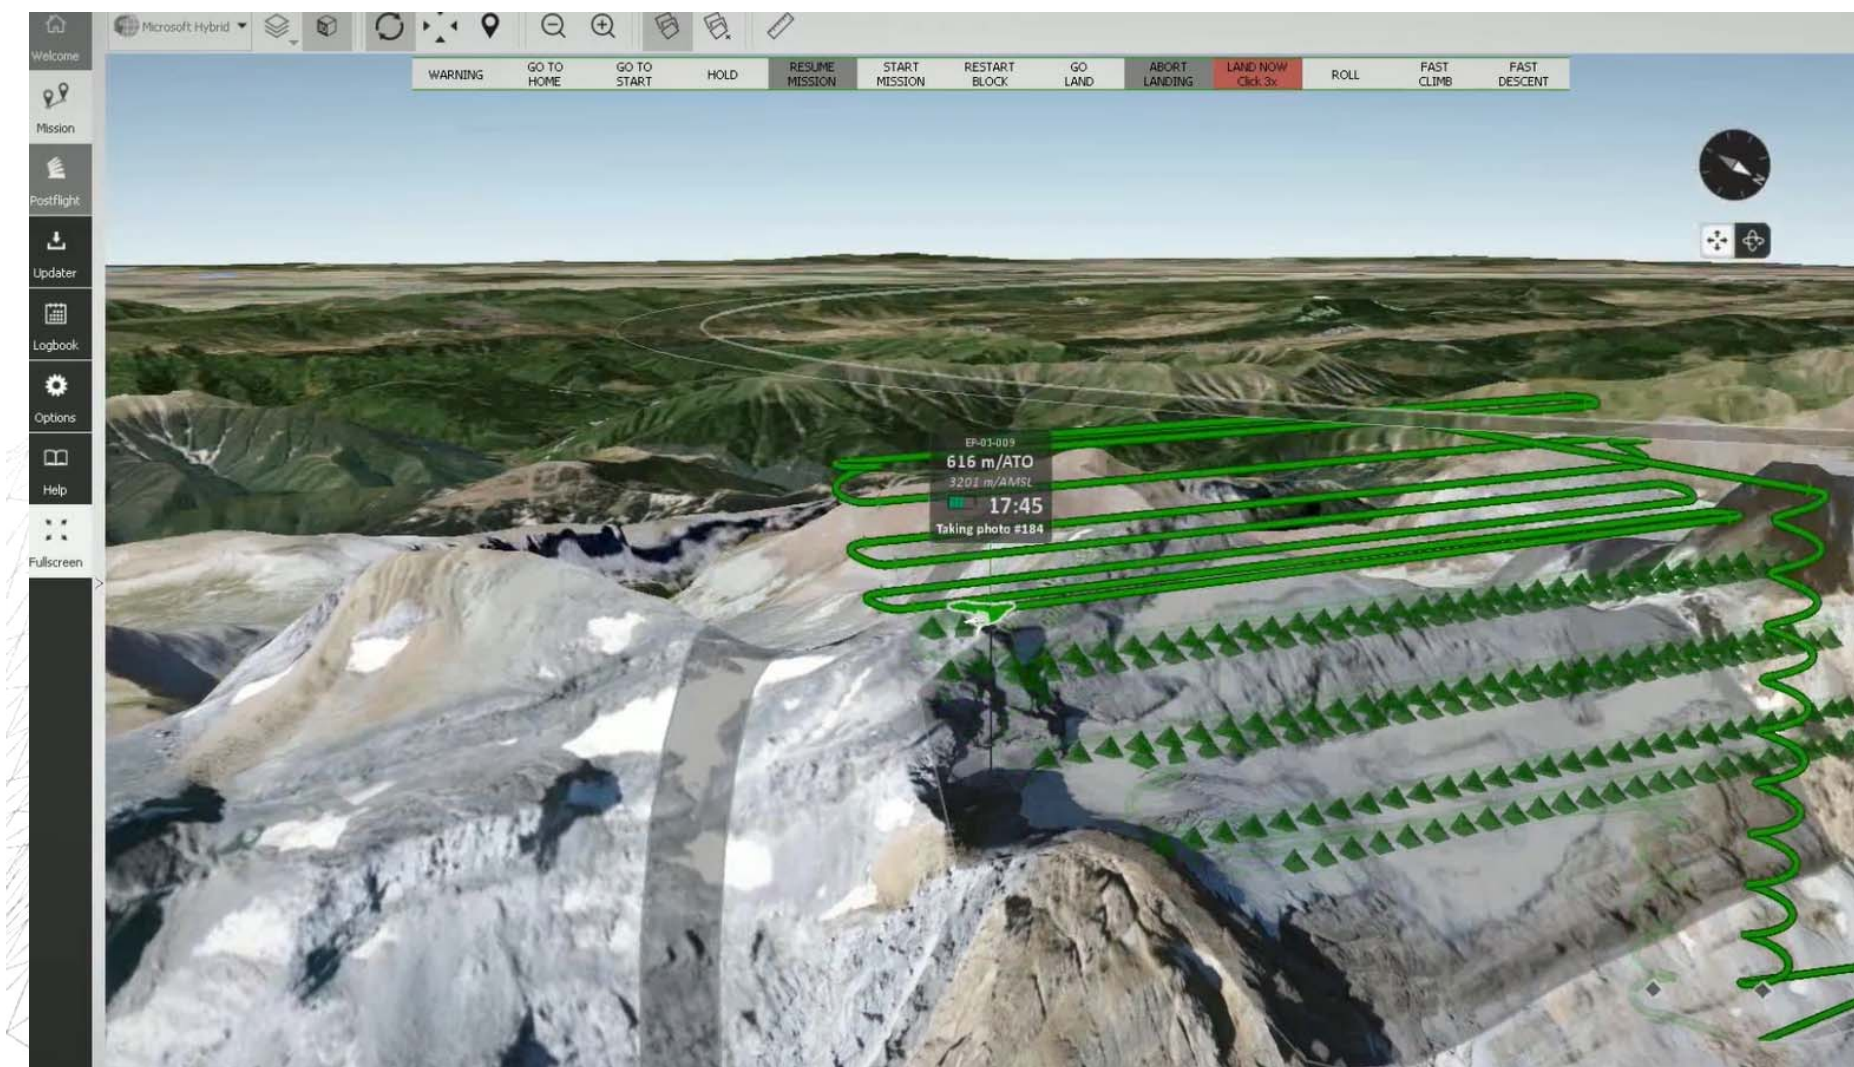 Microsoft Hybrid
Welcome
Mission
Postflight
Updater
Logbook
Options
Help
Fullscreen
WARNING
GO TO
HOME
GO TO
START
HOLD
RESUME
MISSION
START
MISSION
RESTART
BLOCK
GO
LAND
ABORT
LANDING
LAND NOW
Click 3x
ROLL
FAST
CLIMB
FAST
DESCENT
N
EP-03-009
616 m/ATO
3201 m/AMSL
17:45
Taking photo #184